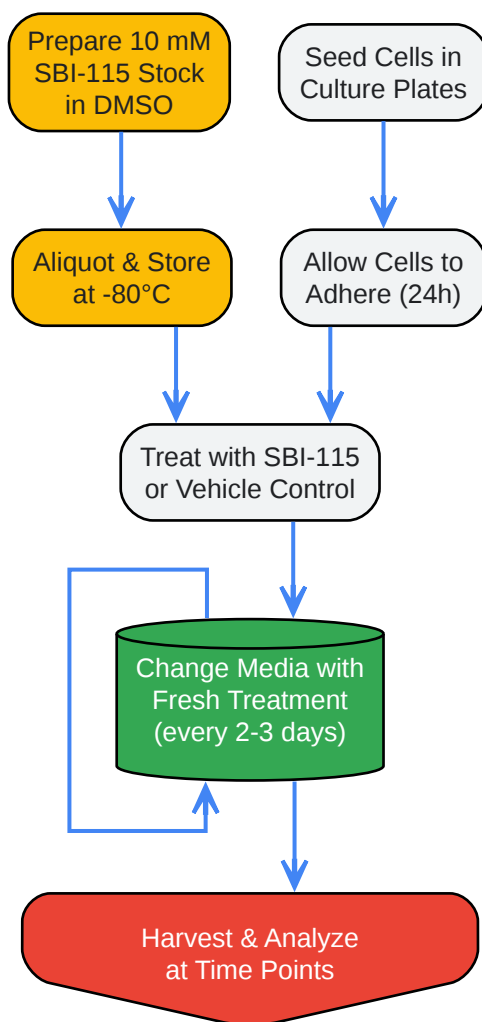 Prepare 10 mM
SBI-115 Stock
in DMSO
Seed Cells in
Culture Plates
Aliquot & Store
at -80°C
Allow Cells to
Adhere (24h)
Treat with SBI-115
or Vehicle Control
Change Media with
Fresh Treatment
(every 2-3 days)
Harvest & Analyze
at Time Points